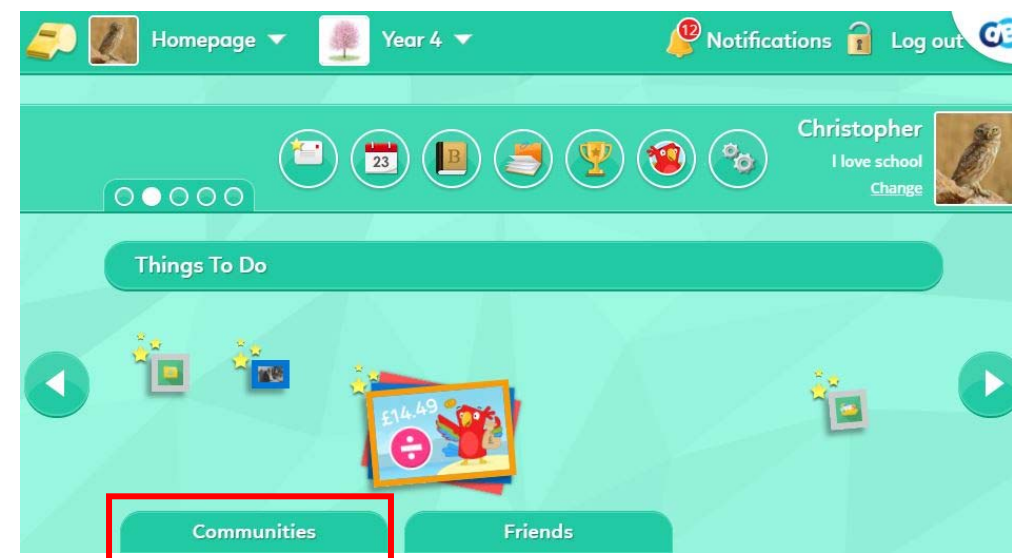 Homepage Year 4 12 Notifications Log out
23 B
Christopher
I love school
Change
Things To Do
£14.49
Communities Friends